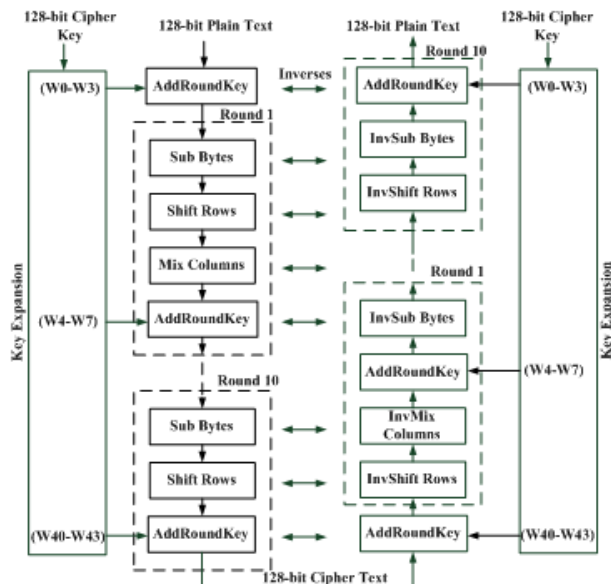 128-bit Cipher
Key
128-bit Plain Text
128-bit Plain Text
128-bit Cipher
Key
Round 10
(W0-W3)
AddRoundKey
Inverses
AddRoundKey
(W0-W3)
Round 1
Sub Bytes
InvSub Bytes
Shift Rows
InvShift Rows
Mix Columns
Round 1
Key Expansion
(W4-W7)
AddRoundKey
InvSub Bytes
Key Expansion
AddRoundKey
(W4-W7)
Round 10
Sub Bytes
InvMix
Columns
Shift Rows
InvShift Rows
(W40-W43)
AddRoundKey
AddRoundKey
(W40-W43)
128-bit Cipher Text